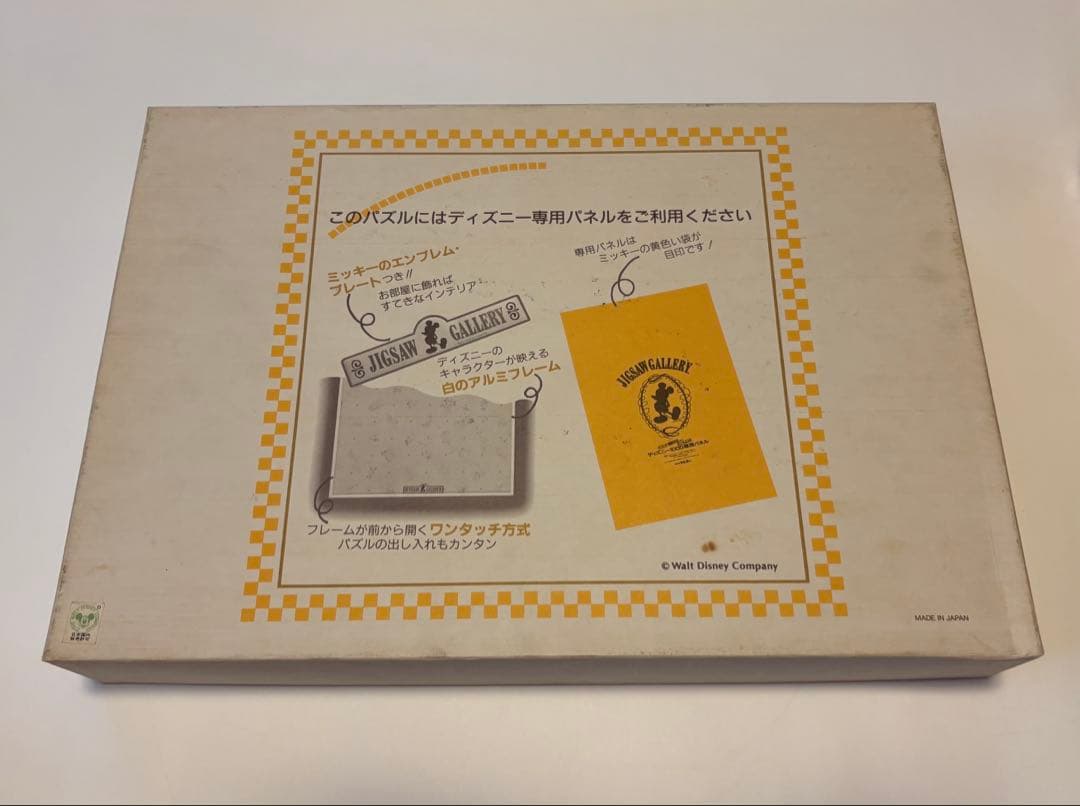 このパズルにはディズニー専用パネルをご利用ください
ミッキーのエンブレム・
プレートつき!!
お部屋に飾れば
すてきなインテリア
専用パネルは
ミッキーの黄色い袋が
目印です!
JIGSAW GALLERY
ディズニーの
キャラクターが映える
白のアルミフレーム
JIGSAW GALLERY
フレームが前から開くワンタッチ方式
パズルの出し入れもカンタン
© Walt Disney Company
MADE IN JAPAN